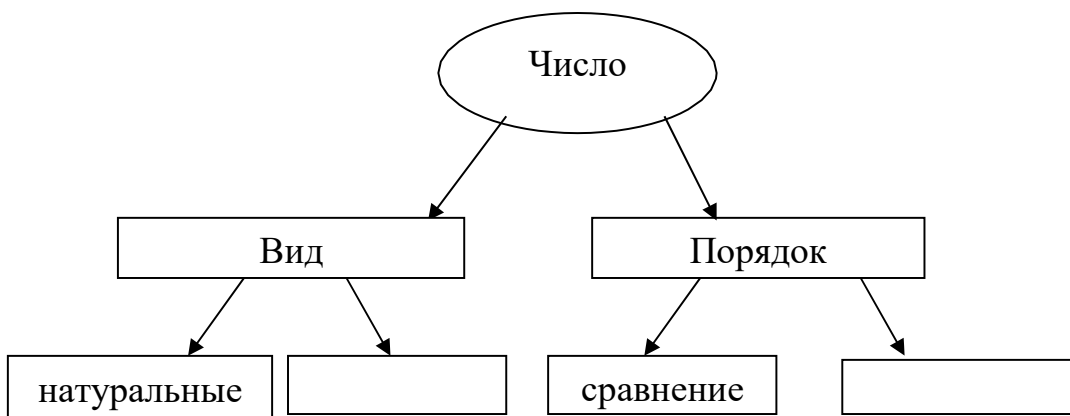 Число
Вид
Порядок
натуральные
сравнение